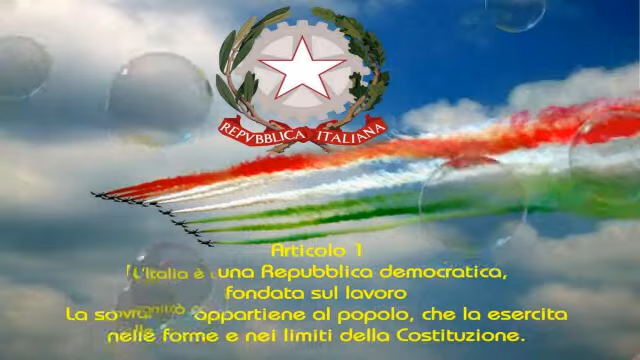 REPVBBLICA ITALIANA
Articolo 1
L'Italia è una Repubblica democratica,
fondata sul lavoro
La appartiene al popolo, che la esercita
nelle forme e nei limiti della Costituzione.